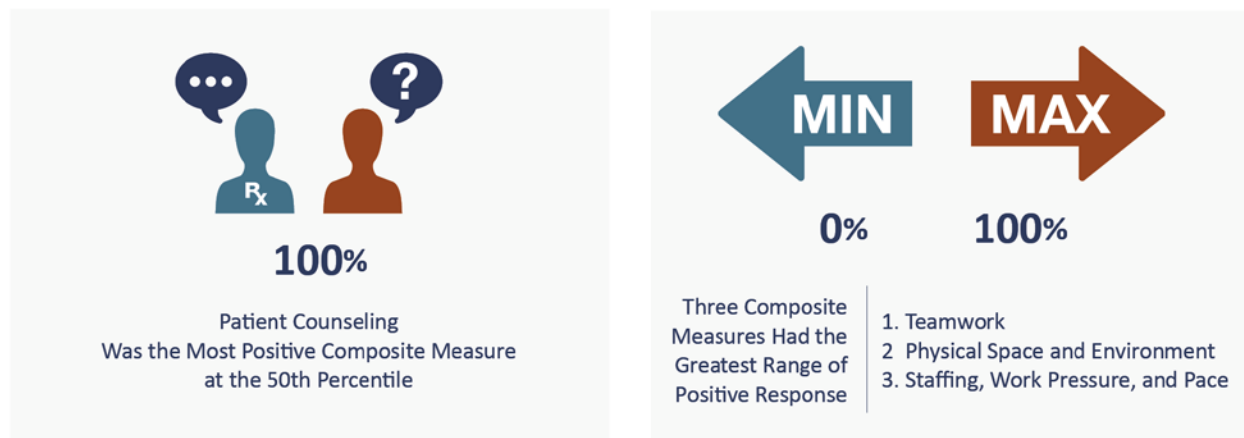 ...
?
Rx
100%
Patient Counseling
Was the Most Positive Composite Measure
at the 50th Percentile
MIN
MAX
0%
100%
Three Composite
Measures Had the
Greatest Range of
Positive Response
1. Teamwork
2 Physical Space and Environment
3. Staffing, Work Pressure, and Pace